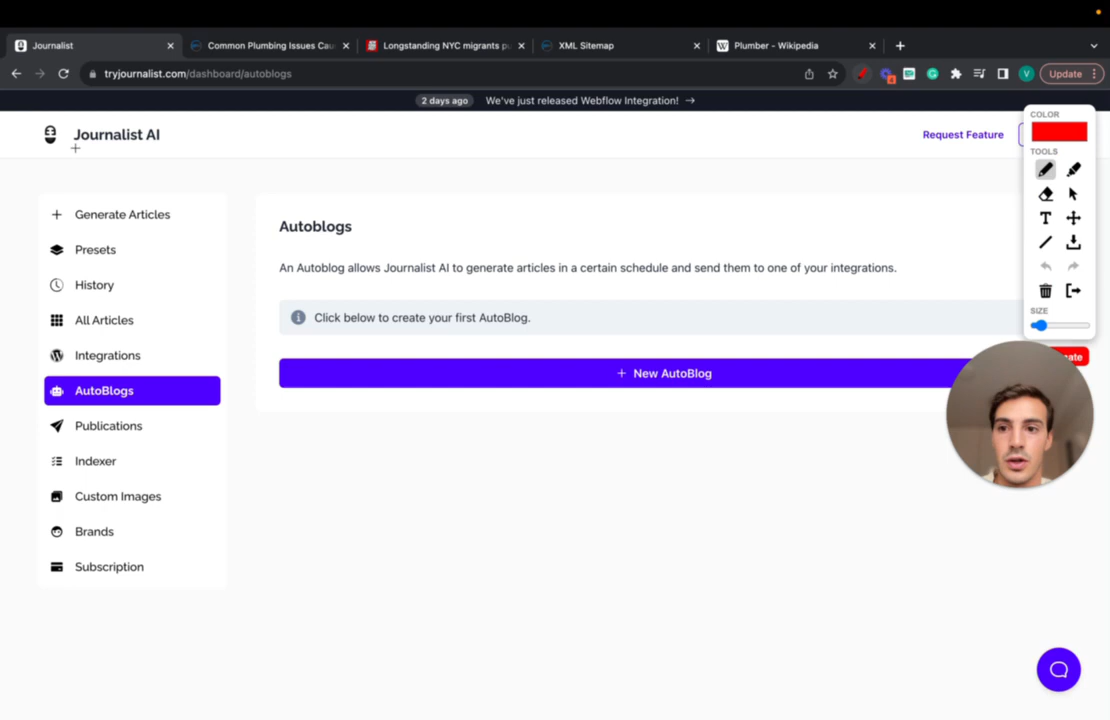 Journalist
Common Plumbing Issues Cau
Longstanding NYC migrants p
XML Sitemap
Plumber - Wikipedia
tryjournalist.com/dashboard/autoblogs
Update
2 days ago We've just released Webflow Integration! →
Journalist AI
Request Feature
COLOR
TOOLS
T
SIZE
Generate Articles
Presets
History
All Articles
Integrations
AutoBlogs
Publications
Indexer
Custom Images
Brands
Subscription
Autoblogs
An Autoblog allows Journalist AI to generate articles in a certain schedule and send them to one of your integrations.
Click below to create your first AutoBlog.
+ New AutoBlog